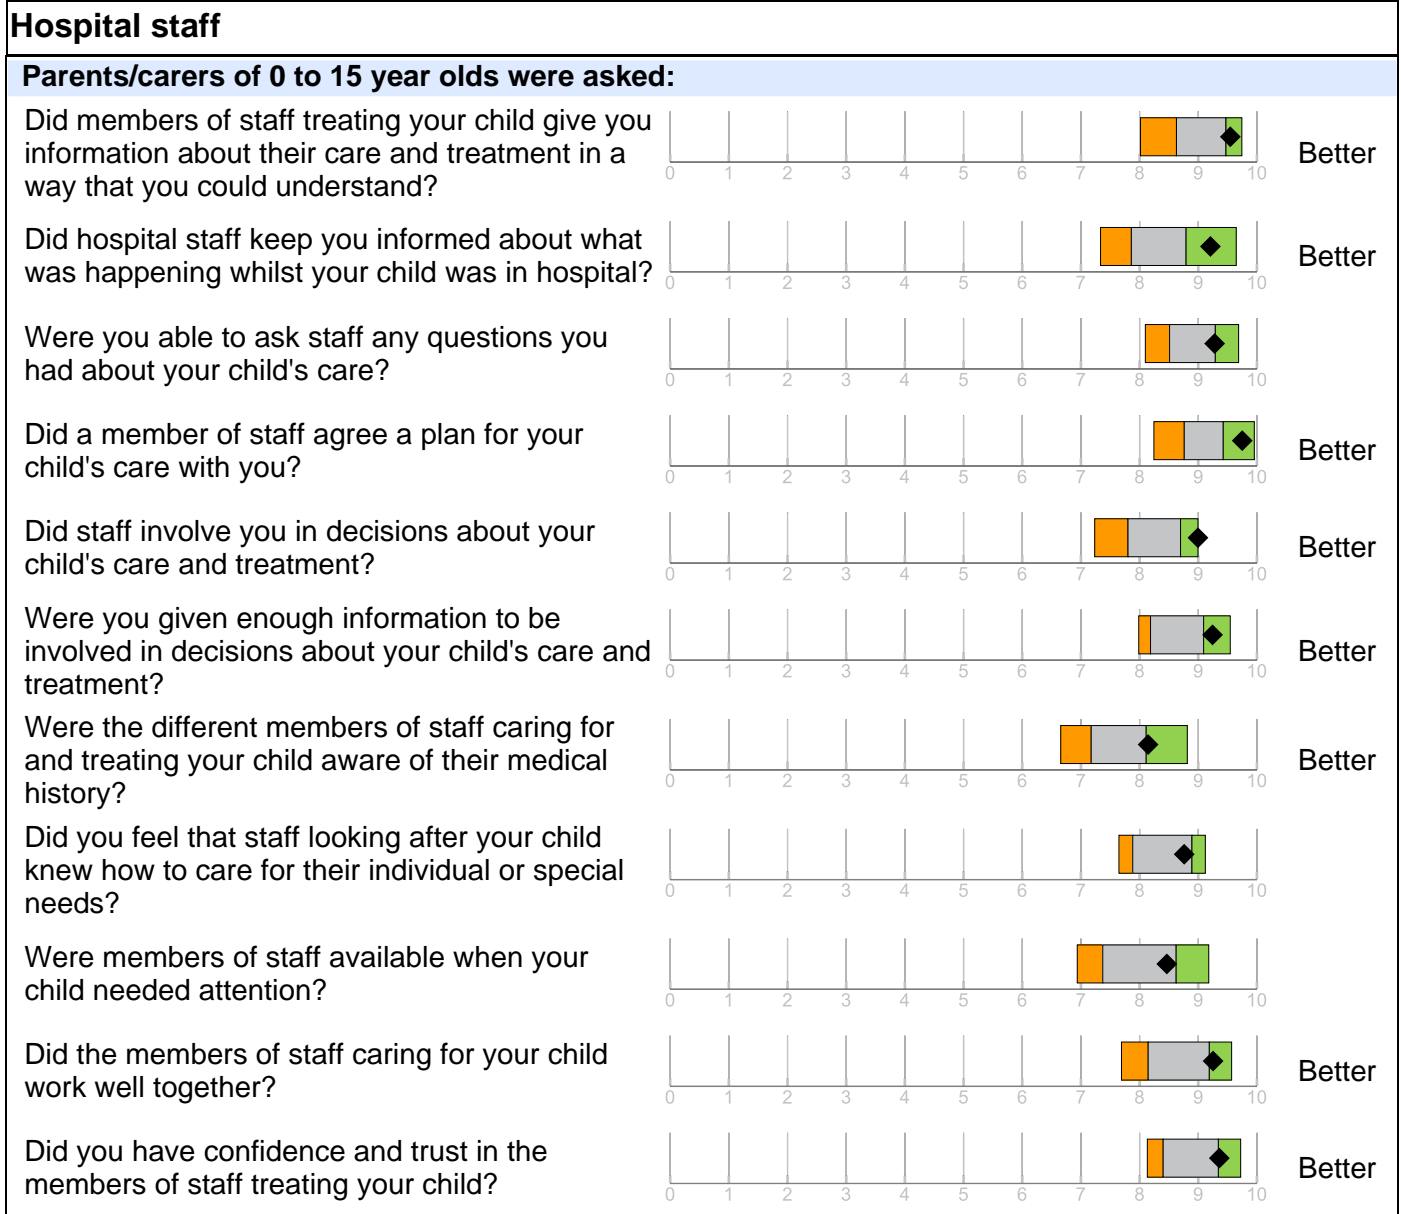 Hospital staff
Parents/carers of 0 to 15 year olds were asked:
Did members of staff treating your child give you
information about their care and treatment in a
way that you could understand?
0 1 2 3 4 5 6 7 8 9 10
Better
Did hospital staff keep you informed about what
was happening whilst your child was in hospital?
0 1 2 3 4 5 6 7 8 9 10
Better
Were you able to ask staff any questions you
had about your child's care?
0 1 2 3 4 5 6 7 8 9 10
Did a member of staff agree a plan for your
child's care with you?
0 1 2 3 4 5 6 7 8 9 10
Better
Did staff involve you in decisions about your
child's care and treatment?
0 1 2 3 4 5 6 7 8 9 10
Better
Were you given enough information to be
involved in decisions about your child's care and
treatment?
0 1 2 3 4 5 6 7 8 9 10
Better
Were the different members of staff caring for
and treating your child aware of their medical
history?
0 1 2 3 4 5 6 7 8 9 10
Better
Did you feel that staff looking after your child
knew how to care for their individual or special
needs?
0 1 2 3 4 5 6 7 8 9 10
Were members of staff available when your
child needed attention?
0 1 2 3 4 5 6 7 8 9 10
Did the members of staff caring for your child
work well together?
0 1 2 3 4 5 6 7 8 9 10
Better
Did you have confidence and trust in the
members of staff treating your child?
0 1 2 3 4 5 6 7 8 9 10
Better